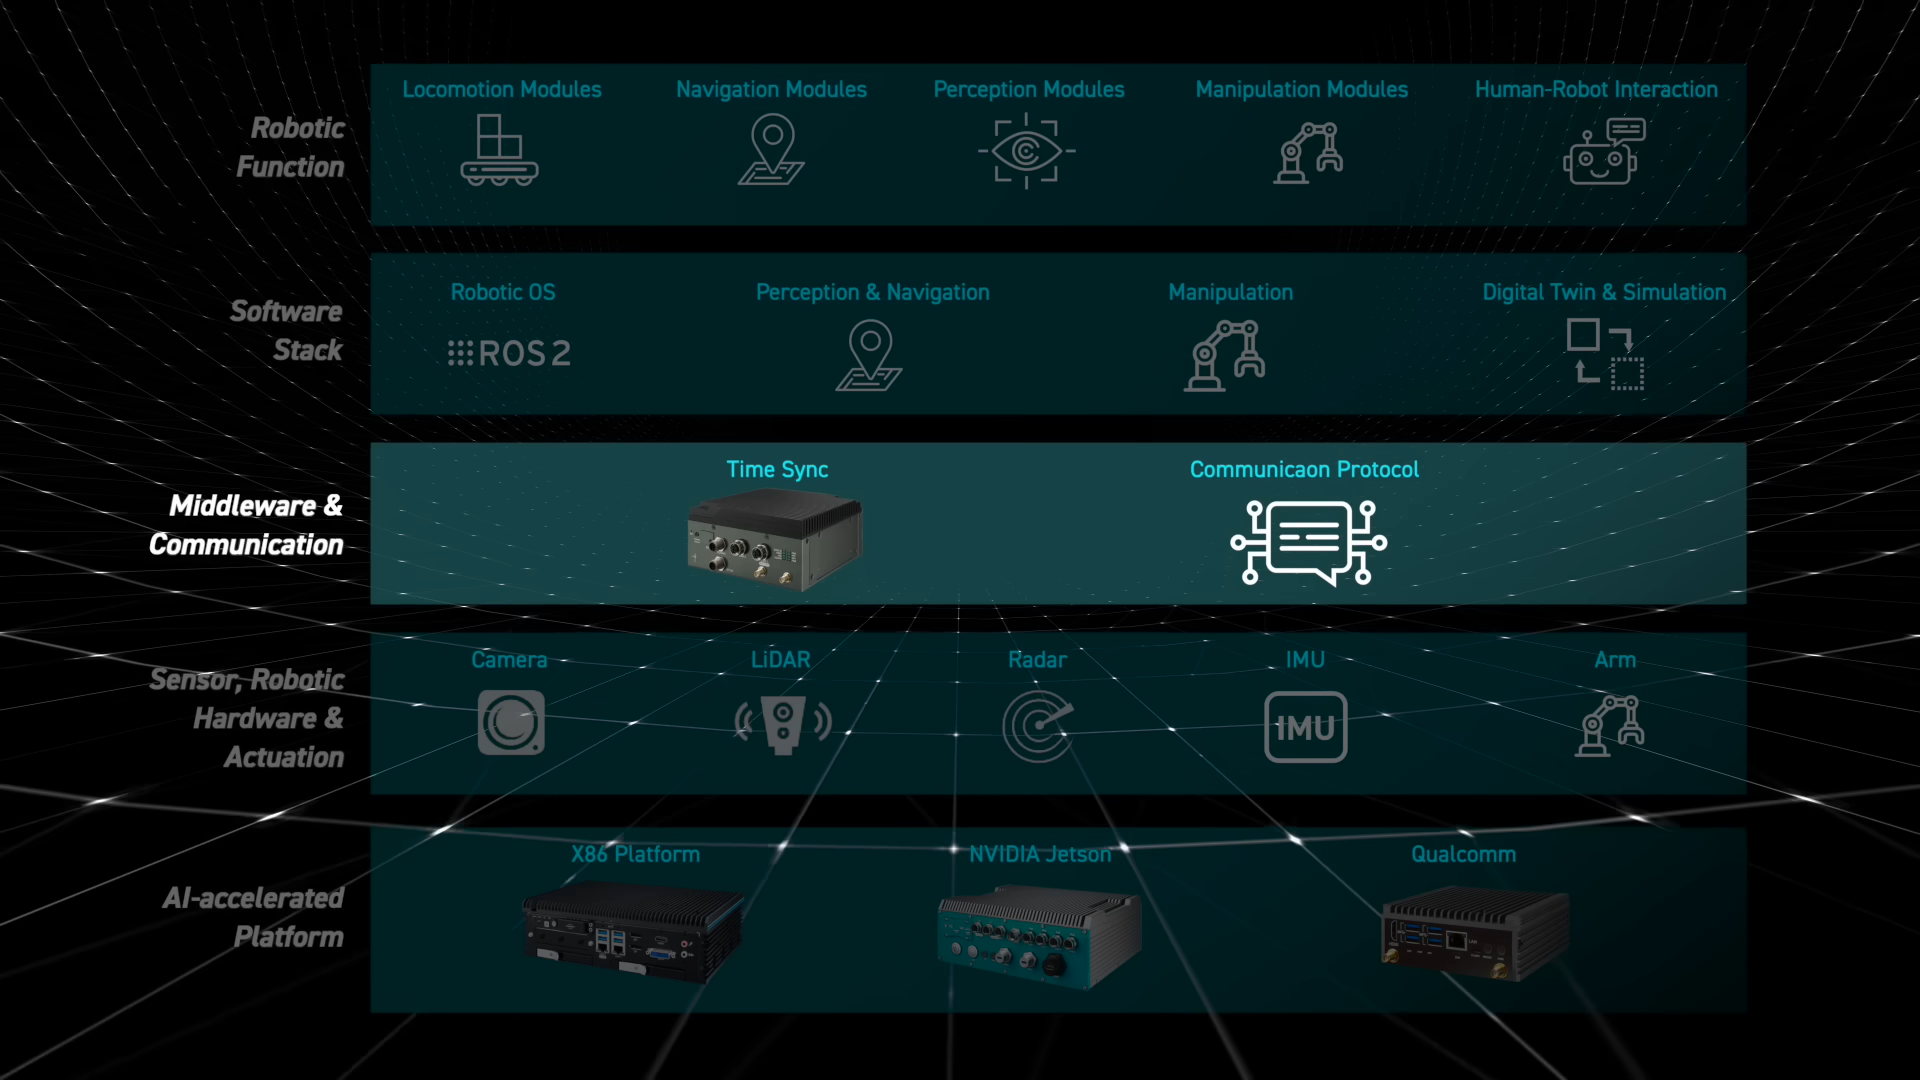 Robotic
Function
Locomotion Modules
Navigation Modules
Perception Modules
Manipulation Modules
Human-Robot Interaction
Software
Stack
Robotic OS
Perception & Navigation
Manipulation
Digital Twin & Simulation
ROS 2
Middleware &
Communication
Time Sync
Communicaon Protocol
Sensor, Robotic
Hardware &
Actuation
Camera
LiDAR
Radar
IMU
Arm
IMU
AI-accelerated
Platform
X86 Platform
NVIDIA Jetson
Qualcomm